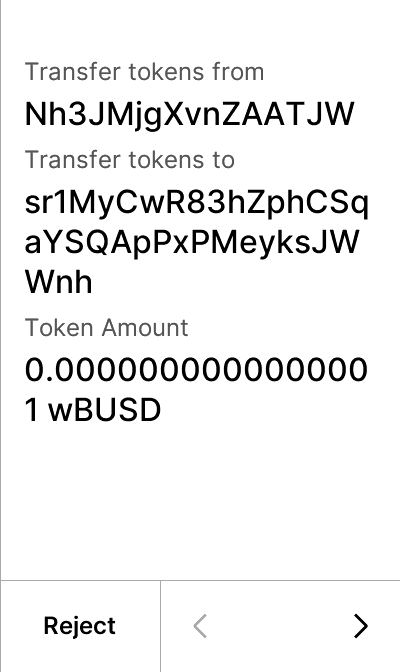 Transfer tokens from
Nh3JMjgXvnZAATJW
Transfer tokens to
sr1MyCwR83hZphCSq
aYSQApPxPMeyksJW
Wnh
Token Amount
0.000000000000000
1 wBUSD
Reject